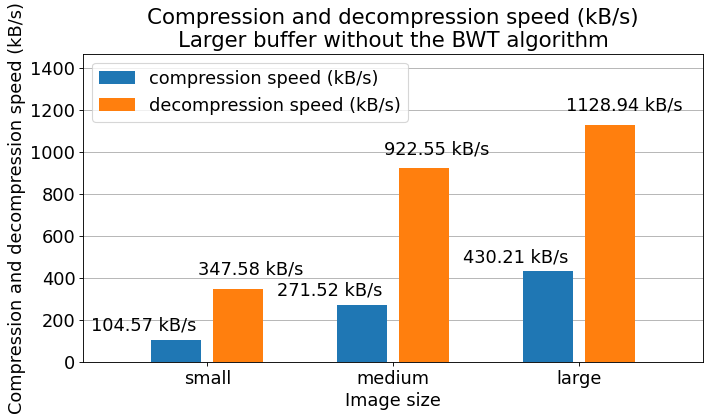 Compression and decompression speed (kB/s)
Larger buffer without the BWT algorithm
Compression and decompression speed (kB/s)
1400
1200
1000
800
600
400
200
0
compression speed (kB/s)
decompression speed (kB/s)
104.57 kB/s
347.58 kB/s
271.52 kB/s
922.55 kB/s
430.21 kB/s
1128.94 kB/s
small
medium
large
Image size